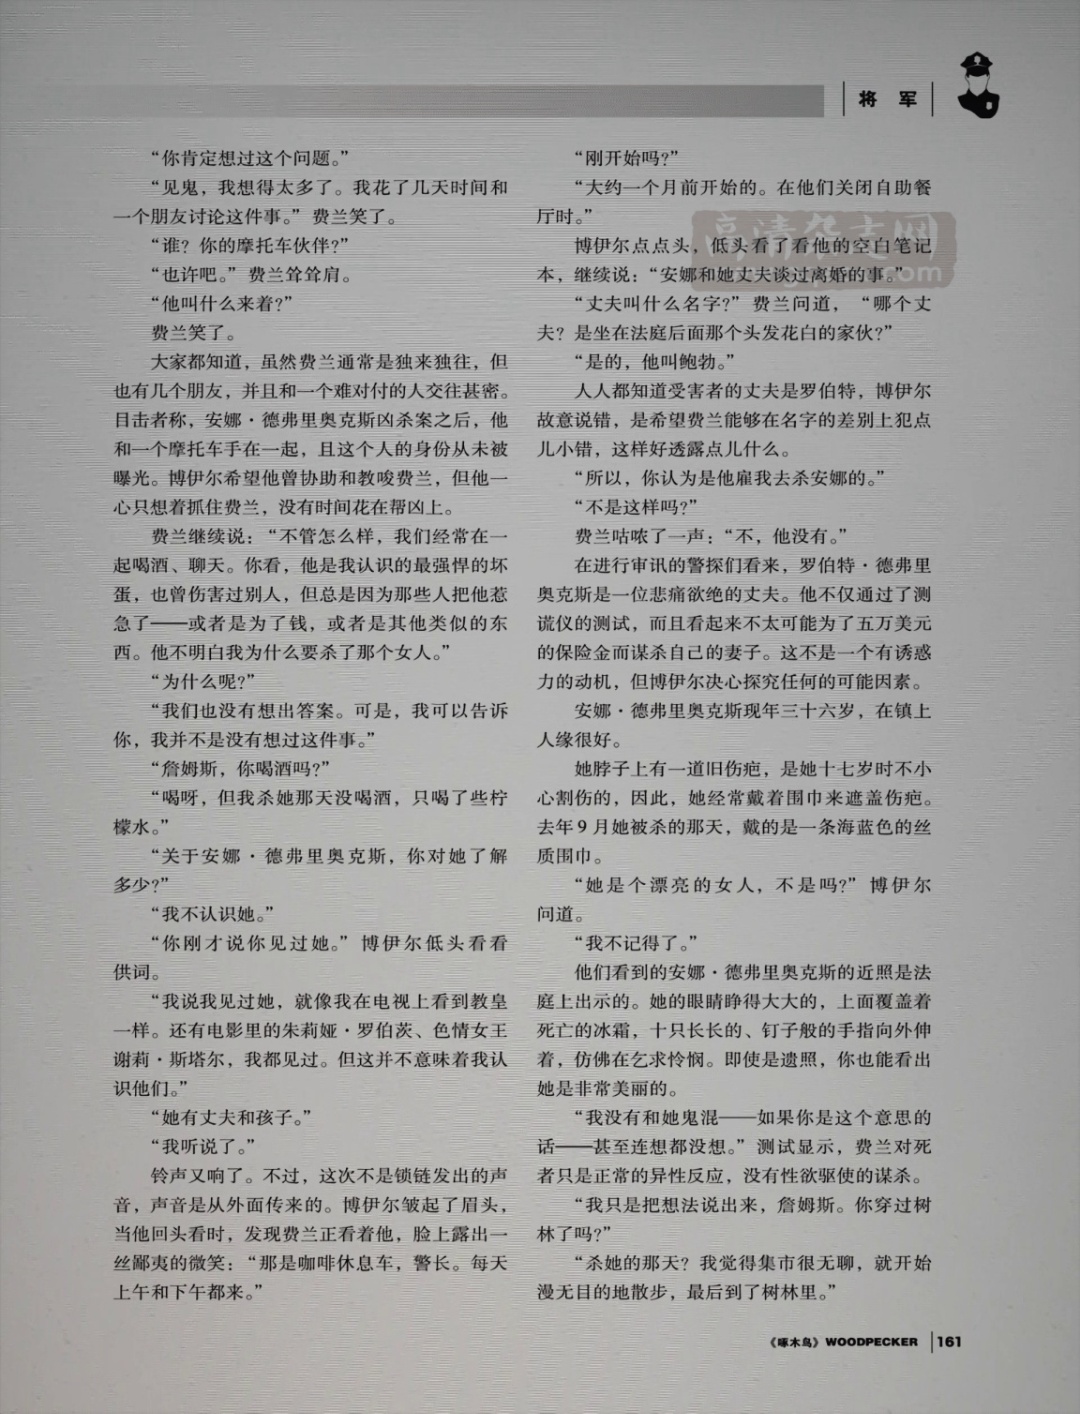 将 军
“你肯定想过这个问题。”
“见鬼，我想得太多了。我花了几天时间和
一个朋友讨论这件事。” 费兰笑了。
“谁？你的摩托车伙伴？”
“也许吧。” 费兰耸耸肩。
“他叫什么来着？”
费兰笑了。
大家都知道，虽然费兰通常是独来独往，但
也有几个朋友，并且和一个难对付的人交往甚密。
目击者称，安娜·德弗里奥克斯凶杀案之后，他
和一个摩托车手在一起，且这个人的身份从未被
曝光。博伊尔希望他曾协助和教唆费兰，但他一
心只想着抓住费兰，没有时间花在帮凶上。
费兰继续说：“不管怎么样，我们经常在一
起喝酒、聊天。你看，他是我认识的最强悍的坏
蛋，也曾伤害过别人，但总是因为那些人把他惹
急了——或者是为了钱，或者是其他类似的东
西。他不明白我为什么要杀了那个女人。”
“为什么呢？”
“我们也没有想出答案。可是，我可以告诉
你，我并不是没有想过这件事。”
“詹姆斯，你喝酒吗？”
“喝呀，但我杀她那天没喝酒，只喝了些柠
檬水。”
“关于安娜·德弗里奥克斯，你对她了解
多少？”
“我不认识她。”
“你刚才说你见过她。” 博伊尔低头看看
供词。
“我说我见过她，就像我在电视上看到教皇
一样。还有电影里的朱莉娅·罗伯茨、色情女王
谢莉·斯塔尔，我都见过。但这并不意味着我认
识他们。”
“她有丈夫和孩子。”
“我听说了。”
铃声又响了。不过，这次不是锁链发出的声
音，声音是从外面传来的。博伊尔皱起了眉头，
当他回头看时，发现费兰正看着他，脸上露出一
丝鄙夷的微笑：“那是咖啡休息车，警长。每天
上午和下午都来。”
“刚开始吗？”
“大约一个月前开始的。在他们关闭自助餐
厅时。”
博伊尔点点头，低头看了看他的空白笔记
本，继续说：“安娜和她丈夫谈过离婚的事。”
“丈夫叫什么名字？” 费兰问道，“哪个丈
夫？是坐在法庭后面那个头发花白的家伙？”
“是的，他叫鲍勃。”
人人都知道受害者的丈夫是罗伯特，博伊尔
故意说错，是希望费兰能够在名字的差别上犯点
儿小错，这样好透露点儿什么。
“所以，你认为是他雇我去杀安娜的。”
“不是这样吗？”
费兰咕哝了一声：“不，他没有。”
在进行审讯的警探们看来，罗伯特·德弗里
奥克斯是一位悲痛欲绝的丈夫。他不仅通过了测
谎仪的测试，而且看起来不太可能为了五万美元
的保险金而谋杀自己的妻子。这不是一个有诱惑
力的动机，但博伊尔决心探究任何的可能因素。
安娜·德弗里奥克斯现年三十六岁，在镇上
人缘很好。
她脖子上有一道旧伤疤，是她十七岁时不小
心割伤的，因此，她经常戴着围巾来遮盖伤疤。
去年9月她被杀的那天，戴的是一条海蓝色的丝
质围巾。
“她是个漂亮的女人，不是吗？” 博伊尔
问道。
“我不记得了。”
他们看到的安娜·德弗里奥克斯的近照是法
庭上出示的。她的眼睛睁得大大的，上面覆盖着
死亡的冰霜，十只长长的、钉子般的手指向外伸
着，仿佛在乞求怜悯。即使是遗照，你也能看出
她是非常美丽的。
“我没有和她鬼混——如果你是这个意思的
话——甚至连想都没想。” 测试显示，费兰对死
者只是正常的异性反应，没有性欲驱使的谋杀。
“我只是把想法说出来，詹姆斯。你穿过树
林了吗？”
“杀她的那天？我觉得集市很无聊，就开始
漫无目的地散步，最后到了树林里。”
高清杂志网
《啄木鸟》WOODPECKER 161